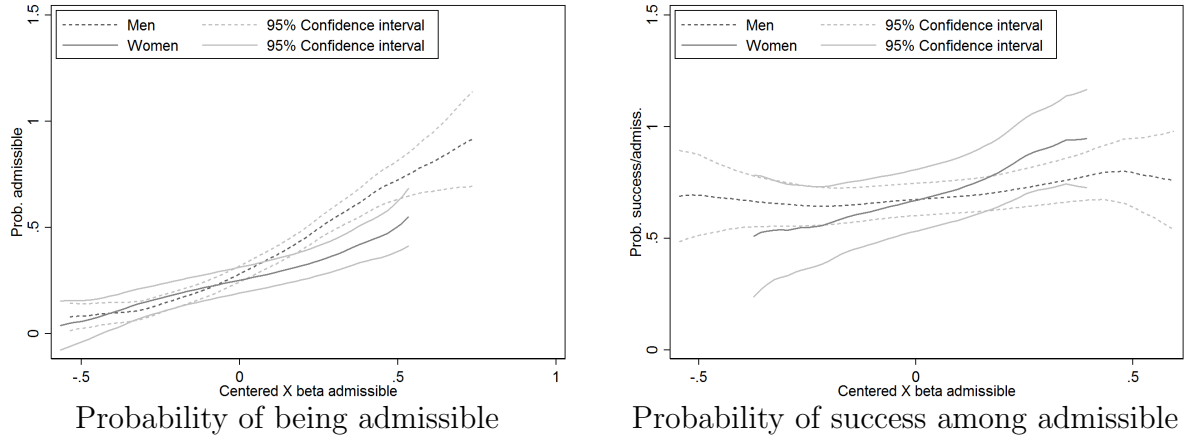 Men 95% Confidence interval
Women 95% Confidence interval
Prob. admissible
1.5
1
.5
0
-.5 0 .5 1
Centered X beta admissible
Probability of being admissible
Men 95% Confidence interval
Women 95% Confidence interval
Prob. success/admiss.
1.5
1
.5
0
-.5 0 .5
Centered X beta admissible
Probability of success among admissible